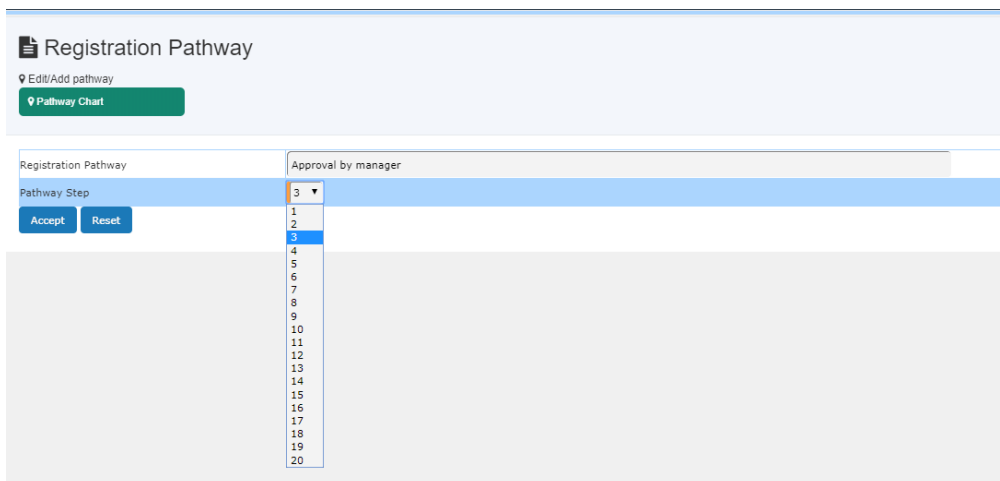 Registration Pathway
Edit/Add pathway
Pathway Chart
Registration Pathway
Approval by manager
Pathway Step
3
Accept
Reset
1
2
3
4
5
6
7
8
9
10
11
12
13
14
15
16
17
18
19
20